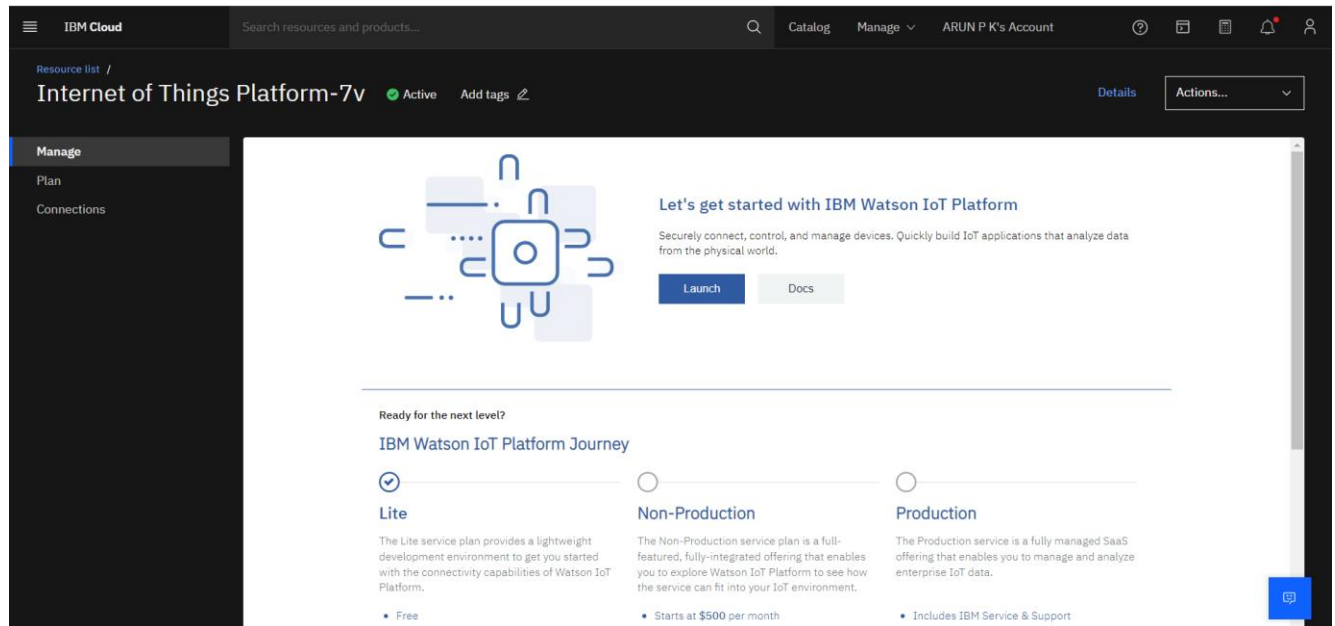 IBM Cloud
Search resources and products...
Catalog
Manage
ARUN P K's Account
Resource list /
Internet of Things Platform-7v
Active
Add tags
Details
Actions...
Manage
Plan
Connections
Let's get started with IBM Watson IoT Platform
Securely connect, control, and manage devices. Quickly build IoT applications that analyze data
from the physical world.
Launch
Docs
Ready for the next level?
IBM Watson IoT Platform Journey
Lite
The Lite service plan provides a lightweight
development environment to get you started
with the connectivity capabilities of Watson IoT
Platform.
• Free
Non-Production
The Non-Production service plan is a full-
featured, fully-integrated offering that enables
you to explore Watson IoT Platform to see how
the service can fit into your IoT environment.
• Starts at $500 per month
Production
The Production service is a fully managed SaaS
offering that enables you to manage and analyze
enterprise IoT data.
• Includes IBM Service & Support